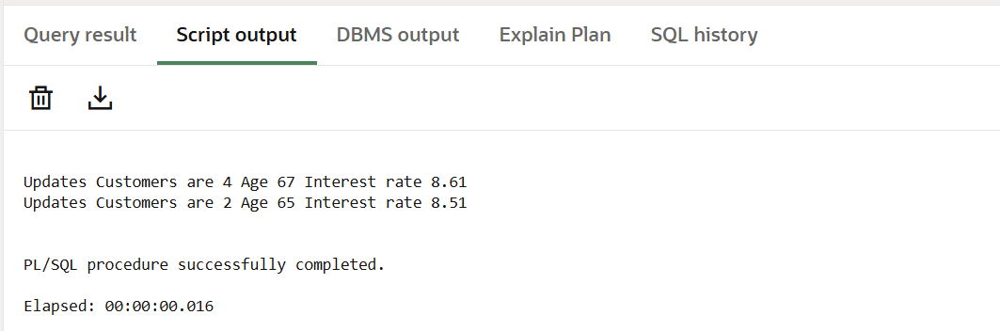 Query result Script output DBMS output Explain Plan SQL history
Updates Customers are 4 Age 67 Interest rate 8.61
Updates Customers are 2 Age 65 Interest rate 8.51
PL/SQL procedure successfully completed.
Elapsed: 00:00:00.016